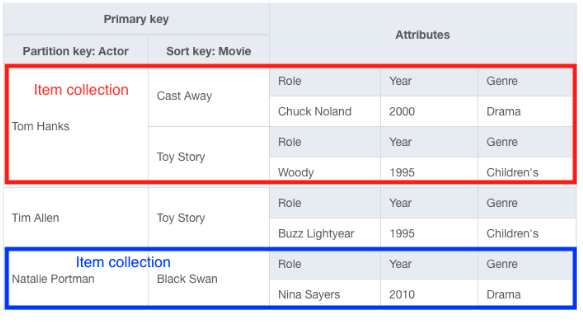 Primary key
Attributes
Partition key: Actor Sort key: Movie
Item collection
Tom Hanks
Cast Away
Role Year Genre
Chuck Noland 2000 Drama
Toy Story
Role Year Genre
Woody 1995 Children's
Tim Allen
Toy Story
Role Year Genre
Buzz Lightyear 1995 Children's
Item collection
Natalie Portman
Black Swan
Role Year Genre
Nina Sayers 2010 Drama